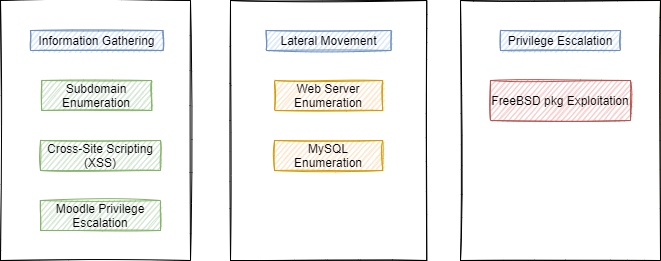 Information Gathering
Subdomain
Enumeration
Cross-Site Scripting
(XSS)
Moodle Privilege
Escalation
Lateral Movement
Web Server
Enumeration
MySQL
Enumeration
Privilege Escalation
FreeBSD pkg Exploitation